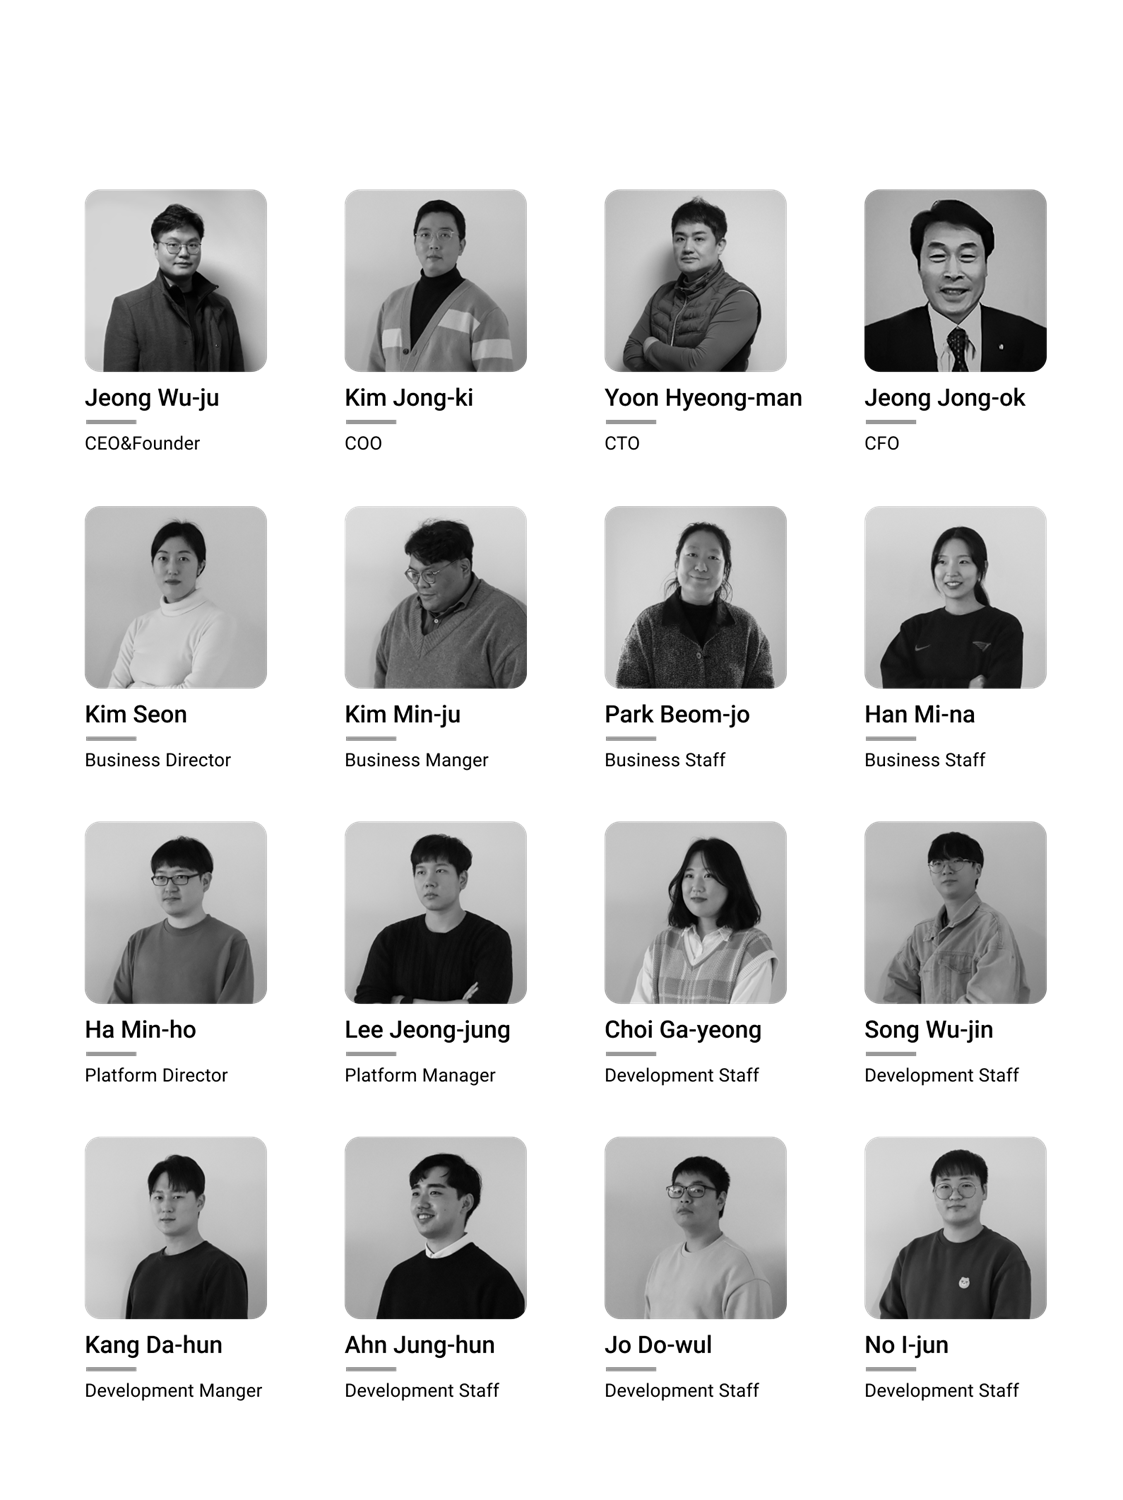 Jeong Wu-ju
CEO&Founder
Kim Jong-ki
COO
Yoon Hyeong-man
CTO
Jeong Jong-ok
CFO
Kim Seon
Business Director
Kim Min-ju
Business Manger
Park Beom-jo
Business Staff
Han Mi-na
Business Staff
Ha Min-ho
Platform Director
Lee Jeong-jung
Platform Manager
Choi Ga-yeong
Development Staff
Song Wu-jin
Development Staff
Kang Da-hun
Development Manger
Ahn Jung-hun
Development Staff
Jo Do-wul
Development Staff
No I-jun
Development Staff